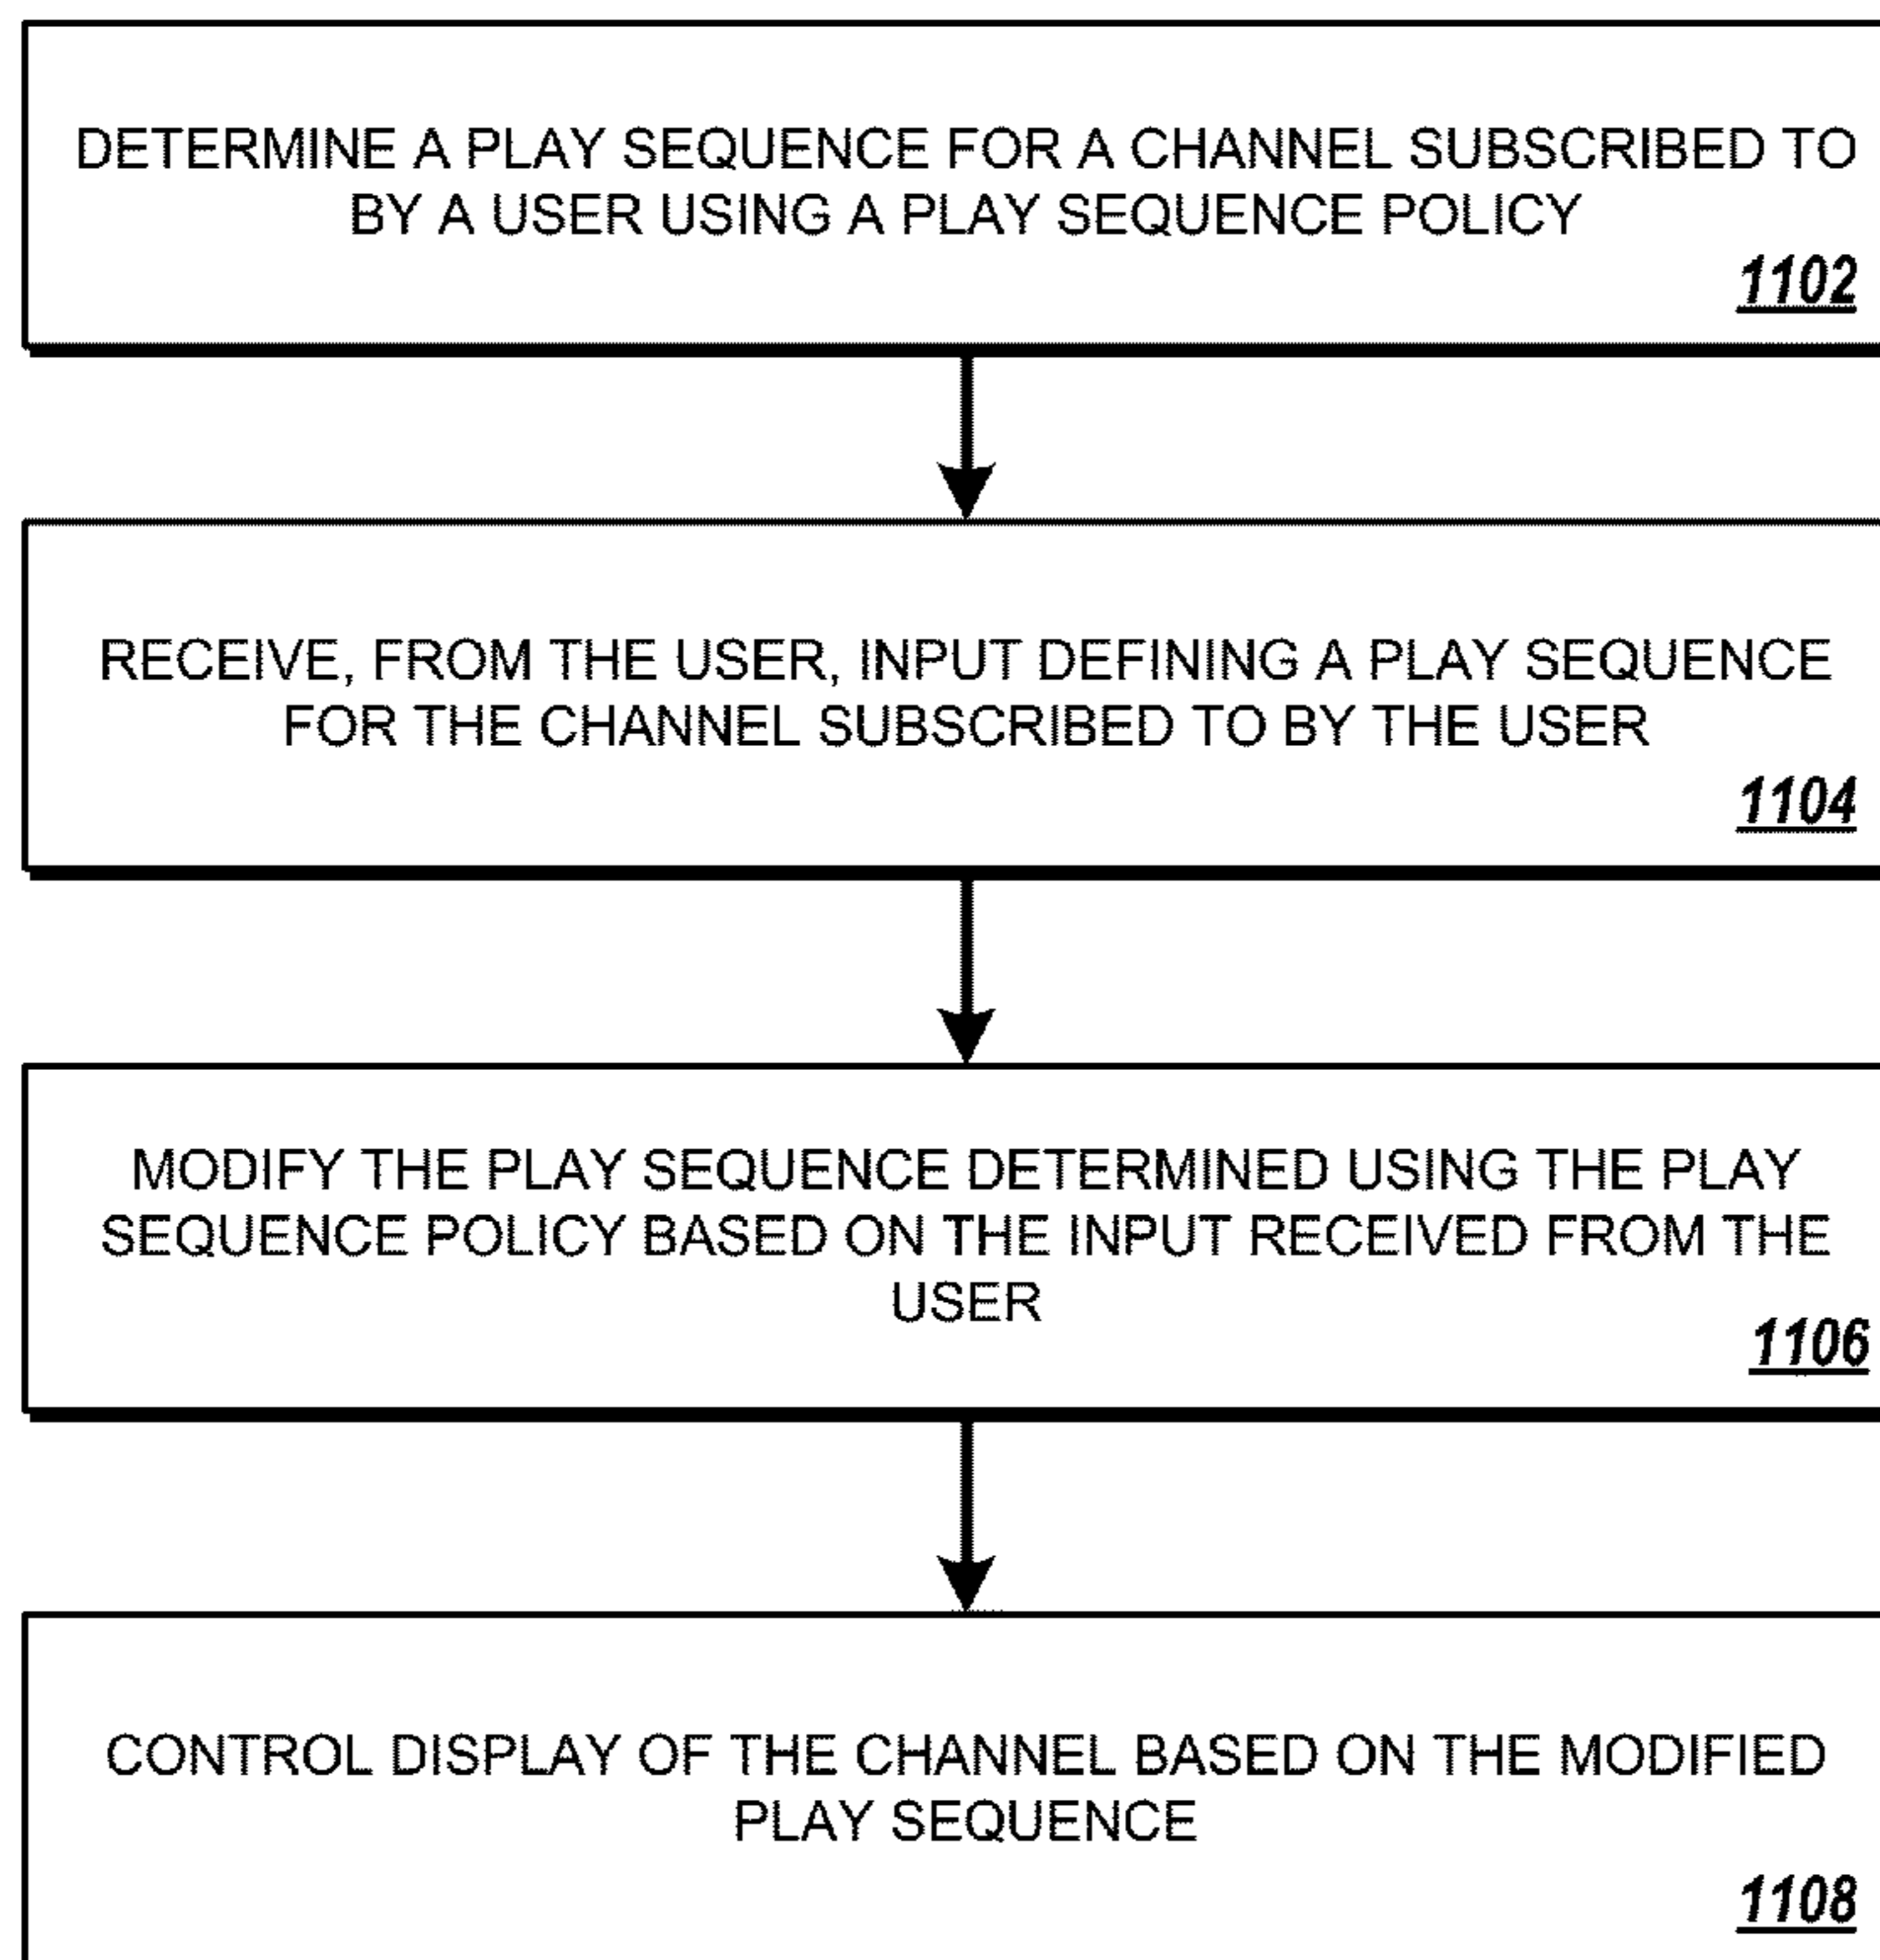 DETERMINE A PLAY SEQUENCE FOR A CHANNEL SUBSCRIBED TO
BY A USER USING A PLAY SEQUENCE POLICY
1102
RECEIVE, FROM THE USER, INPUT DEFINING A PLAY SEQUENCE
FOR THE CHANNEL SUBSCRIBED TO BY THE USER
1104
MODIFY THE PLAY SEQUENCE DETERMINED USING THE PLAY
SEQUENCE POLICY BASED ON THE INPUT RECEIVED FROM THE
USER
1106
CONTROL DISPLAY OF THE CHANNEL BASED ON THE MODIFIED
PLAY SEQUENCE
1108